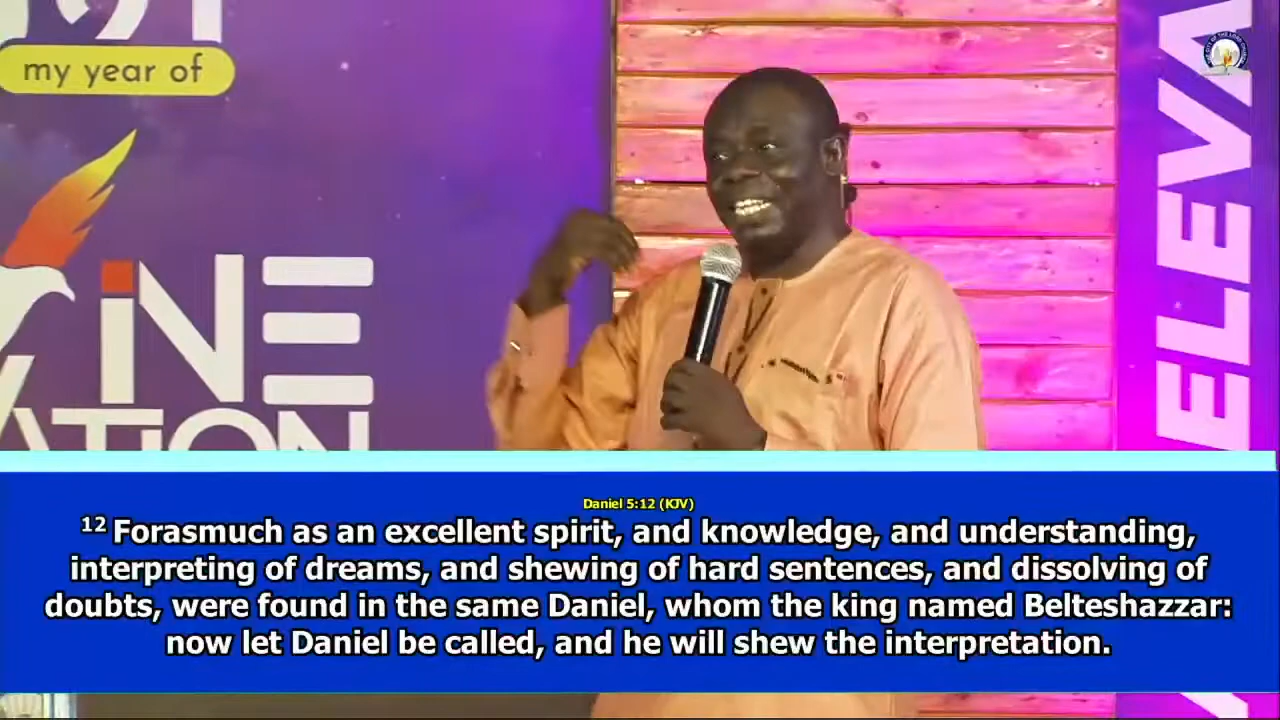 my year of
iNE
ATiON
ELEVA
Daniel 5:12 (KJV)
12 Forasmuch as an excellent spirit, and knowledge, and understanding,
interpreting of dreams, and shewing of hard sentences, and dissolving of
doubts, were found in the same Daniel, whom the king named Belteshazzar:
now let Daniel be called, and he will shew the interpretation.